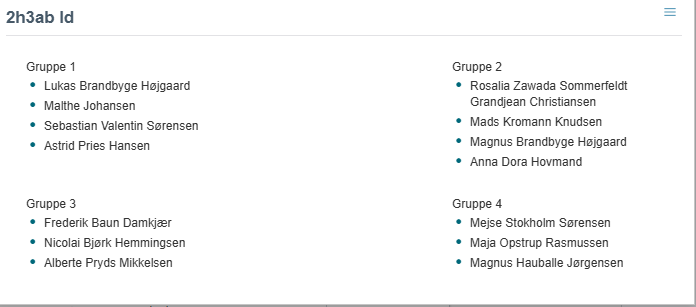 2h3ab Id
Gruppe 1
Lukas Brandbyge Højgaard
Malthe Johansen
Sebastian Valentin Sørensen
Astrid Pries Hansen
Gruppe 2
Rosalia Zawada Sommerfeldt
Grandjean Christiansen
Mads Kromann Knudsen
Magnus Brandbyge Højgaard
Anna Dora Hovmand
Gruppe 3
Frederik Baun Damkjær
Nicolai Bjørk Hemmingsen
Alberte Pryds Mikkelsen
Gruppe 4
Mejse Stokholm Sørensen
Maja Opstrup Rasmussen
Magnus Hauballe Jørgensen